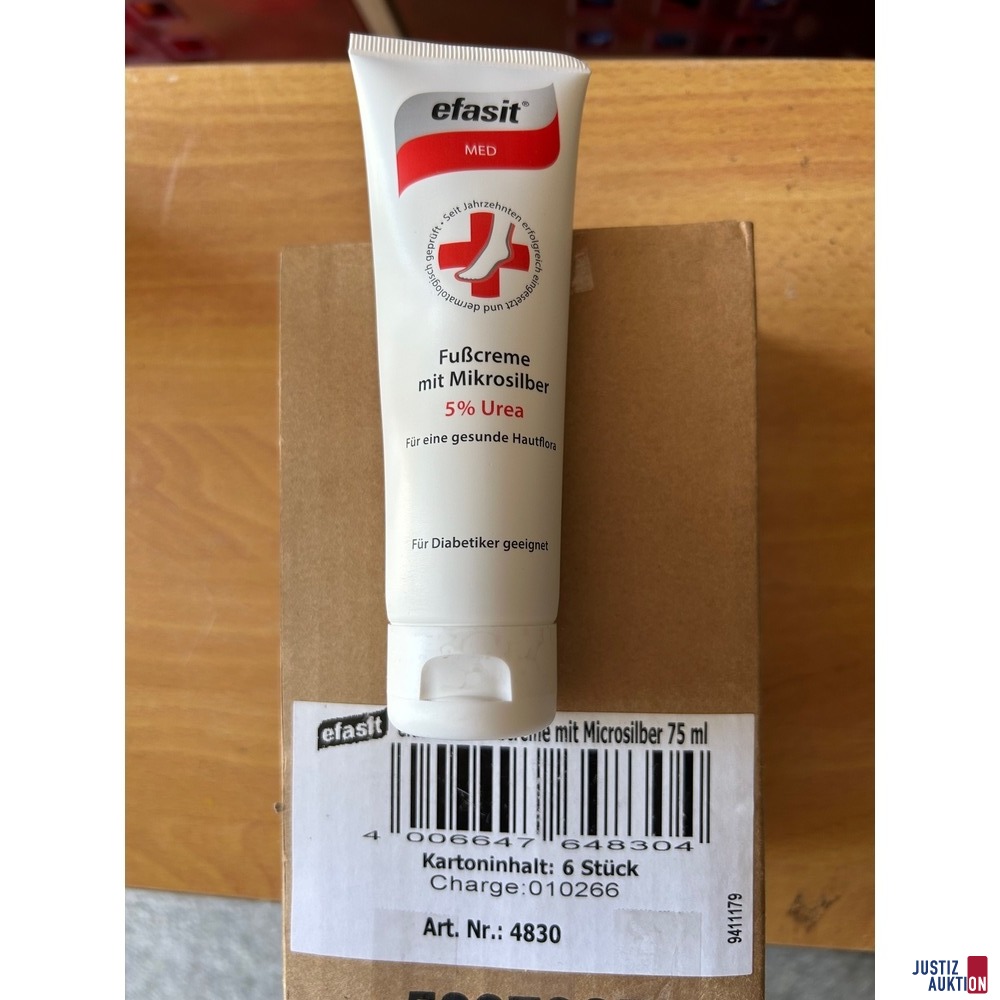 efasit®
MED
Seit Jahrzehnten erfolgreich eingesetzt und dermatologisch geprüft •
Fußcreme
mit Mikrosilber
5% Urea
Für eine gesunde Hautflora
Für Diabetiker geeignet
efasit mit Microsilber 75 ml
4 006647 648304
Kartoninhalt: 6 Stück
Charge:010266
Art. Nr.: 4830
9411179
JUSTIZ
AUKTION